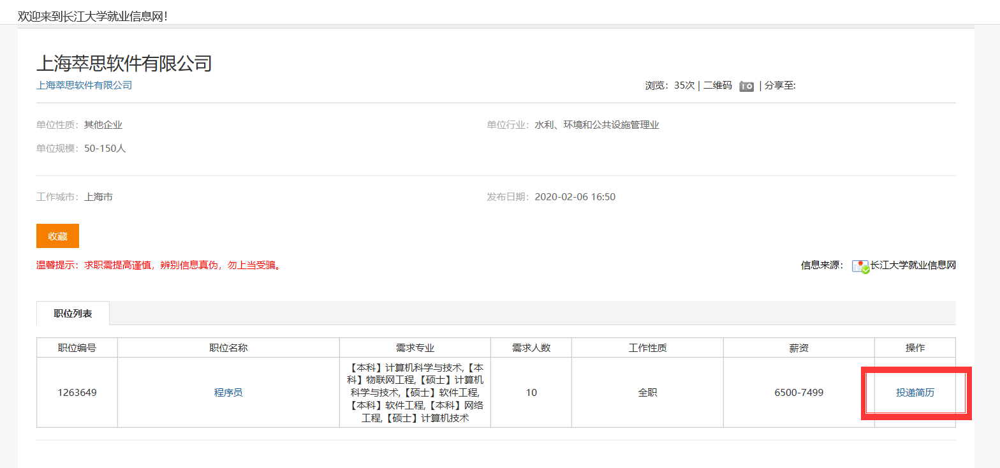 欢迎来到长江大学就业信息网！
上海萃思软件有限公司
上海萃思软件有限公司
浏览：35次 | 二维码 | 分享至:
单位性质：其他企业
单位行业：水利、环境和公共设施管理业
单位规模：50-150人
工作城市：上海市
发布日期：2020-02-06 16:50
收藏
温馨提示：求职需提高谨慎，辨别信息真伪，勿上当受骗。
信息来源：长江大学就业信息网
职位列表
职位编号 职位名称 需求专业 需求人数 工作性质 薪资 操作
【本科】计算机科学与技术,【本
科】物联网工程,【硕士】计算机
1263649 程序员 科学与技术,【硕士】软件工程, 10 全职 6500-7499 投递简历
【本科】软件工程,【本科】网络
工程,【硕士】计算机技术